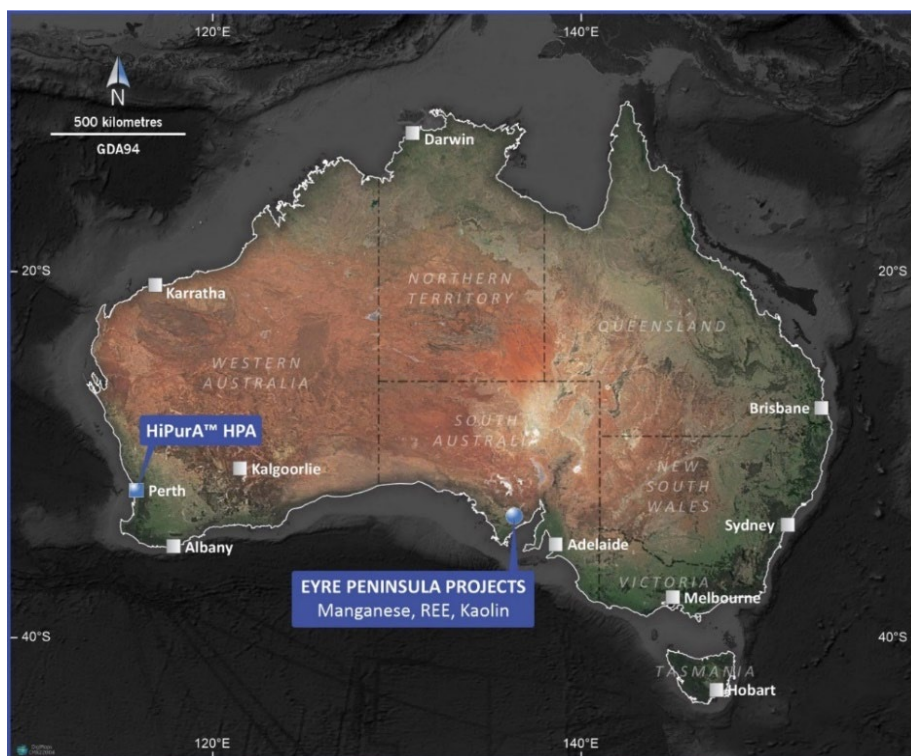 120°E
140°E
N
500 kilometres
GDA94
Darwin
20°S
20°S
Karratha
NORTHERN
TERRITORY
QUEENSLAND
WESTERN
AUSTRALIA
Brisbane
HiPurA™ HPA
SOUTH
AUSTRALIA
Kalgoorlie
NEW
SOUTH
WALES
Perth
Sydney
Albany
Adelaide
EYRE PENINSULA PROJECTS
Manganese, REE, Kaolin
VICTORIA
Melbourne
40°S
40°S
TASMANIA
Hobart
120°E
140°E